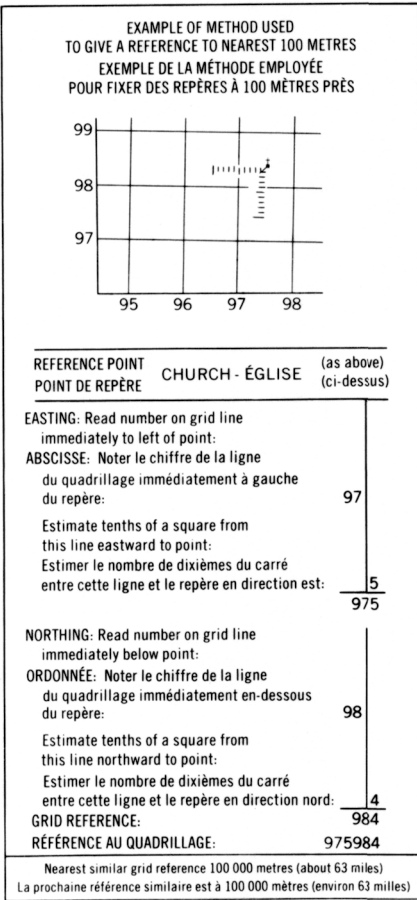 EXAMPLE OF METHOD USED
TO GIVE A REFERENCE TO NEAREST 100 METRES
EXEMPLE DE LA MÉTHODE EMPLOYÉE
POUR FIXER DES REPÈRES À 100 MÈTRES PRÈS
99
98
97
95 96 97 98
REFERENCE POINT
POINT DE REPÈRE
CHURCH - ÉGLISE
(as above)
(ci-dessus)
EASTING: Read number on grid line
immediately to left of point:
ABSCISSE: Noter le chiffre de la ligne
du quadrillage immédiatement à gauche
du repère: 97
Estimate tenths of a square from
this line eastward to point:
Estimer le nombre de dixièmes du carré
entre cette ligne et le repère en direction est: 5
975
NORTHING: Read number on grid line
immediately below point:
ORDONNÉE: Noter le chiffre de la ligne
du quadrillage immédiatement en-dessous
du repère: 98
Estimate tenths of a square from
this line northward to point:
Estimer le nombre de dixièmes du carré
entre cette ligne et le repère en direction nord: 4
GRID REFERENCE: 984
RÉFÉRENCE AU QUADRILLAGE: 975984
Nearest similar grid reference 100 000 metres (about 63 miles)
La prochaine référence similaire est à 100 000 mètres (environ 63 milles)